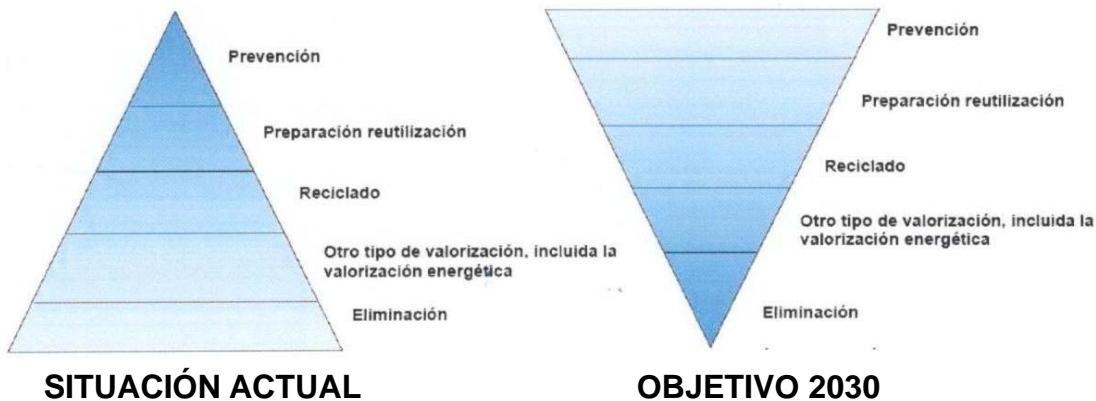 Prevención
Preparación reutilización
Reciclado
Otro tipo de valorización, incluida la
valorización energética
Eliminación
SITUACIÓN ACTUAL
Prevención
Preparación reutilización
Reciclado
Otro tipo de valorización, incluida la
valorización energética
Eliminación
OBJETIVO 2030